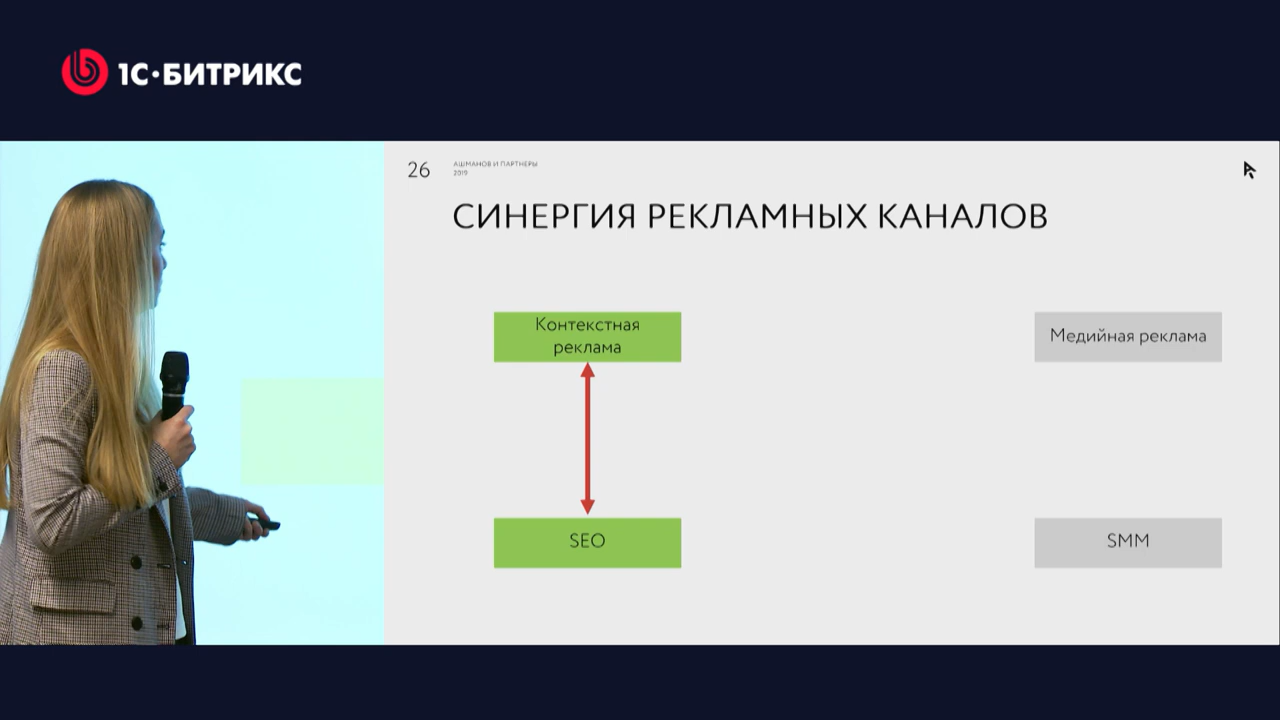 1С•БИТРИКС
26
АШМАНОВ И ПАРТНЕРЫ
2019
СИНЕРГИЯ РЕКЛАМНЫХ КАНАЛОВ
Контекстная
реклама
Медийная реклама
SEO
SMM